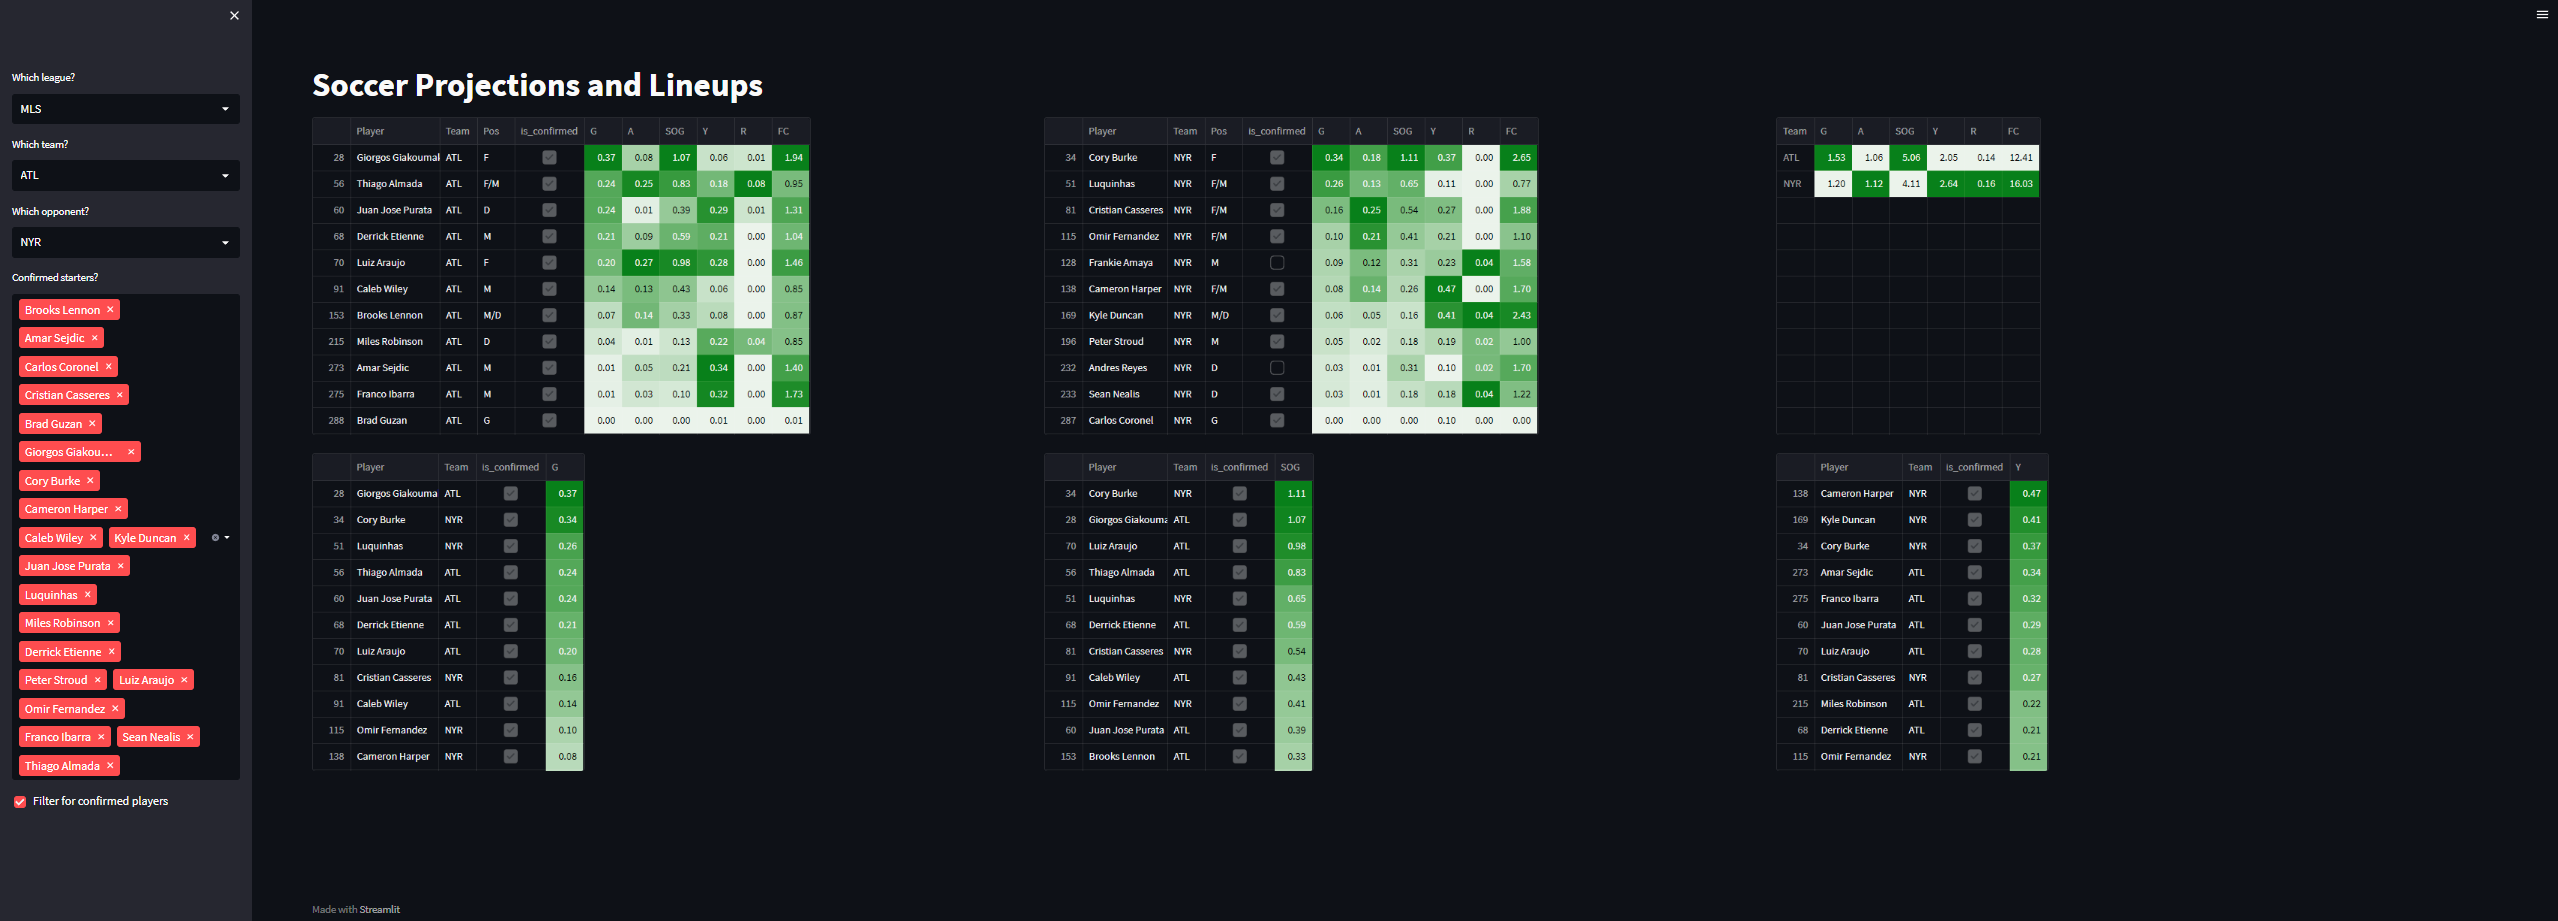 Which league?
MLS
Which team?
ATL
Which opponent?
NYR
Confirmed starters?
Brooks Lennon
Amar Sejdic
Carlos Coronel
Cristian Casseres
Brad Guzan
Giorgos Giakou...
Cory Burke
Cameron Harper
Caleb Wiley Kyle Duncan
Juan Jose Purata
Luquinhas
Miles Robinson
Derrick Etienne
Peter Stroud Luiz Araujo
Omir Fernandez
Franco Ibarra Sean Nealis
Thiago Almada
Filter for confirmed players
Soccer Projections and Lineups
Player Team Pos is_confirmed G A SOG Y R FC
28 Giorgos Giakoumal ATL F 0.37 0.08 1.07 0.06 0.01 1.94
56 Thiago Almada ATL F/M 0.24 0.25 0.83 0.18 0.08 0.95
60 Juan Jose Purata ATL D 0.24 0.01 0.39 0.29 0.01 1.31
68 Derrick Etienne ATL M 0.21 0.09 0.59 0.21 0.00 1.04
70 Luiz Araujo ATL F 0.20 0.27 0.98 0.28 0.00 1.46
91 Caleb Wiley ATL M 0.14 0.13 0.43 0.06 0.00 0.85
153 Brooks Lennon ATL M/D 0.07 0.14 0.33 0.08 0.00 0.87
215 Miles Robinson ATL D 0.04 0.01 0.13 0.22 0.04 0.85
273 Amar Sejdic ATL M 0.01 0.05 0.21 0.34 0.00 1.40
275 Franco Ibarra ATL M 0.01 0.03 0.10 0.32 0.00 1.73
288 Brad Guzan ATL G 0.00 0.00 0.00 0.01 0.00 0.01
Player Team Pos is_confirmed G A SOG Y R FC
34 Cory Burke NYR F 0.34 0.18 1.11 0.37 0.00 2.65
51 Luquinhas NYR F/M 0.26 0.13 0.65 0.11 0.00 0.77
81 Cristian Casseres NYR F/M 0.16 0.25 0.54 0.27 0.00 1.88
115 Omir Fernandez NYR F/M 0.10 0.21 0.41 0.21 0.00 1.10
128 Frankie Amaya NYR M 0.09 0.12 0.31 0.23 0.04 1.58
138 Cameron Harper NYR F/M 0.08 0.14 0.26 0.47 0.00 1.70
169 Kyle Duncan NYR M/D 0.06 0.05 0.16 0.41 0.04 2.43
196 Peter Stroud NYR M 0.05 0.02 0.18 0.19 0.02 1.00
232 Andres Reyes NYR D 0.03 0.01 0.31 0.10 0.02 1.70
233 Sean Nealis NYR D 0.03 0.01 0.18 0.18 0.04 1.22
287 Carlos Coronel NYR G 0.00 0.00 0.00 0.10 0.00 0.00
Team G A SOG Y R FC
ATL 1.53 1.06 5.06 2.05 0.14 12.41
NYR 1.20 1.12 4.11 2.64 0.16 16.03
Player Team is_confirmed G
28 Giorgos Giakouma ATL 0.37
34 Cory Burke NYR 0.34
51 Luquinhas NYR 0.26
56 Thiago Almada ATL 0.24
60 Juan Jose Purata ATL 0.24
68 Derrick Etienne ATL 0.21
70 Luiz Araujo ATL 0.20
81 Cristian Casseres NYR 0.16
91 Caleb Wiley ATL 0.14
115 Omir Fernandez NYR 0.10
138 Cameron Harper NYR 0.08
Player Team is_confirmed SOG
34 Cory Burke NYR 1.11
28 Giorgos Giakouma ATL 1.07
70 Luiz Araujo ATL 0.98
56 Thiago Almada ATL 0.83
51 Luquinhas NYR 0.65
68 Derrick Etienne ATL 0.59
81 Cristian Casseres NYR 0.54
91 Caleb Wiley ATL 0.43
115 Omir Fernandez NYR 0.41
60 Juan Jose Purata ATL 0.39
153 Brooks Lennon ATL 0.33
Player Team is_confirmed Y
138 Cameron Harper NYR 0.47
169 Kyle Duncan NYR 0.41
34 Cory Burke NYR 0.37
273 Amar Sejdic ATL 0.34
275 Franco Ibarra ATL 0.32
60 Juan Jose Purata ATL 0.29
70 Luiz Araujo ATL 0.28
81 Cristian Casseres NYR 0.27
215 Miles Robinson ATL 0.22
68 Derrick Etienne ATL 0.21
115 Omir Fernandez NYR 0.21
Made with Streamlit